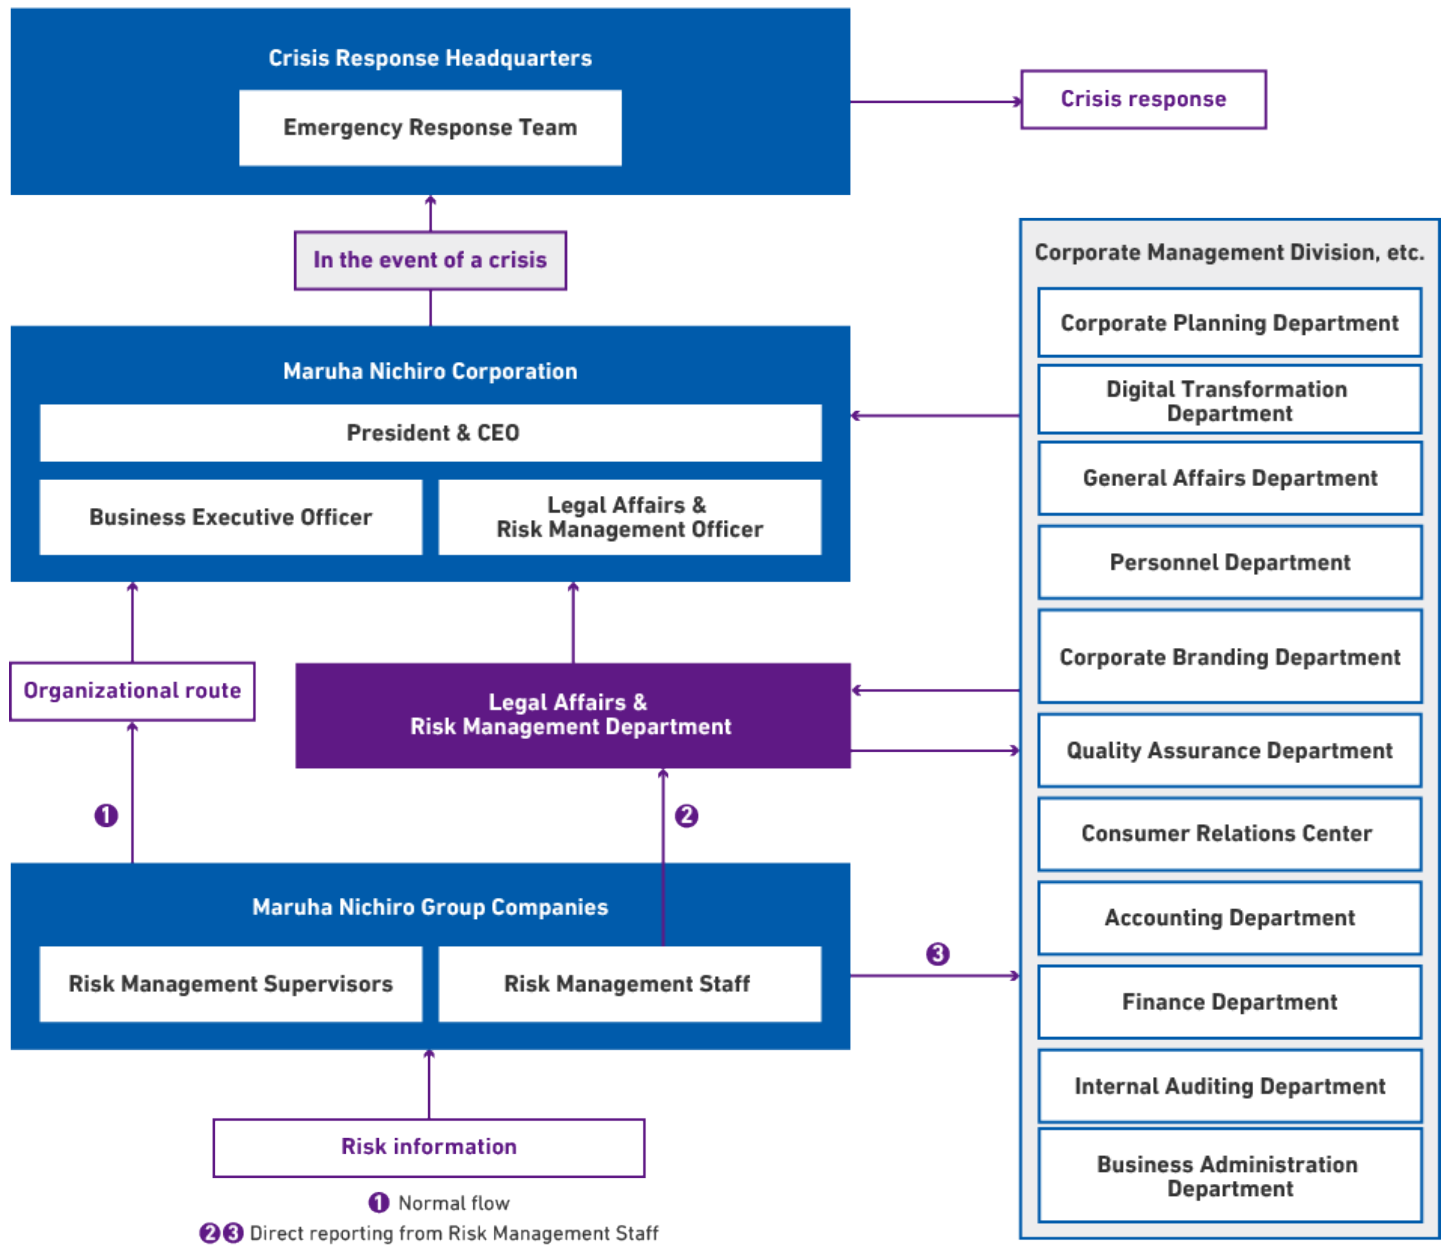 Crisis Response Headquarters
Emergency Response Team
Crisis response
In the event of a crisis
Maruha Nichiro Corporation
President & CEO
Business Executive Officer
Legal Affairs &
Risk Management Officer
Organizational route
Legal Affairs &
Risk Management Department
❶
❷
Maruha Nichiro Group Companies
Risk Management Supervisors
Risk Management Staff
❸
Risk information
❶ Normal flow
❷❸ Direct reporting from Risk Management Staff
Corporate Management Division, etc.
Corporate Planning Department
Digital Transformation
Department
General Affairs Department
Personnel Department
Corporate Branding Department
Quality Assurance Department
Consumer Relations Center
Accounting Department
Finance Department
Internal Auditing Department
Business Administration
Department